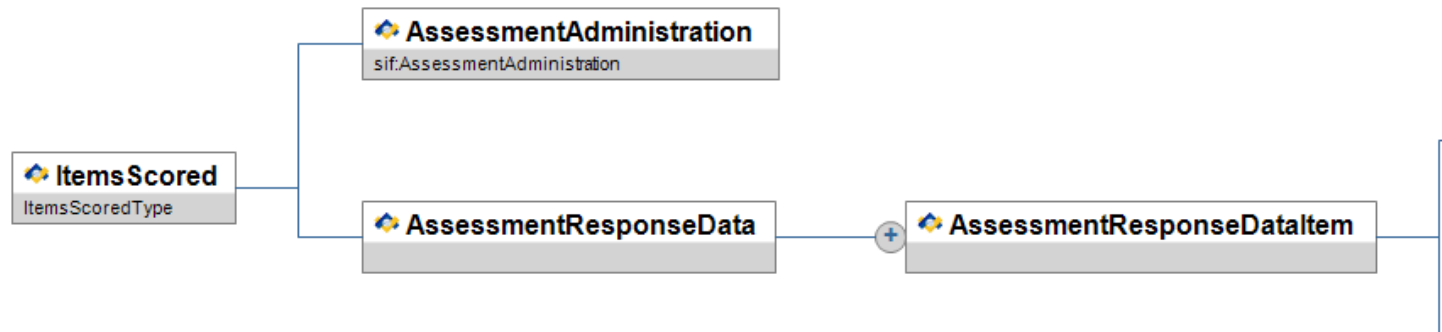 AssessmentAdministration
sif:AssessmentAdministration
ItemsScored
ItemsScoredType
AssessmentResponseData
+
AssessmentResponseDataItem